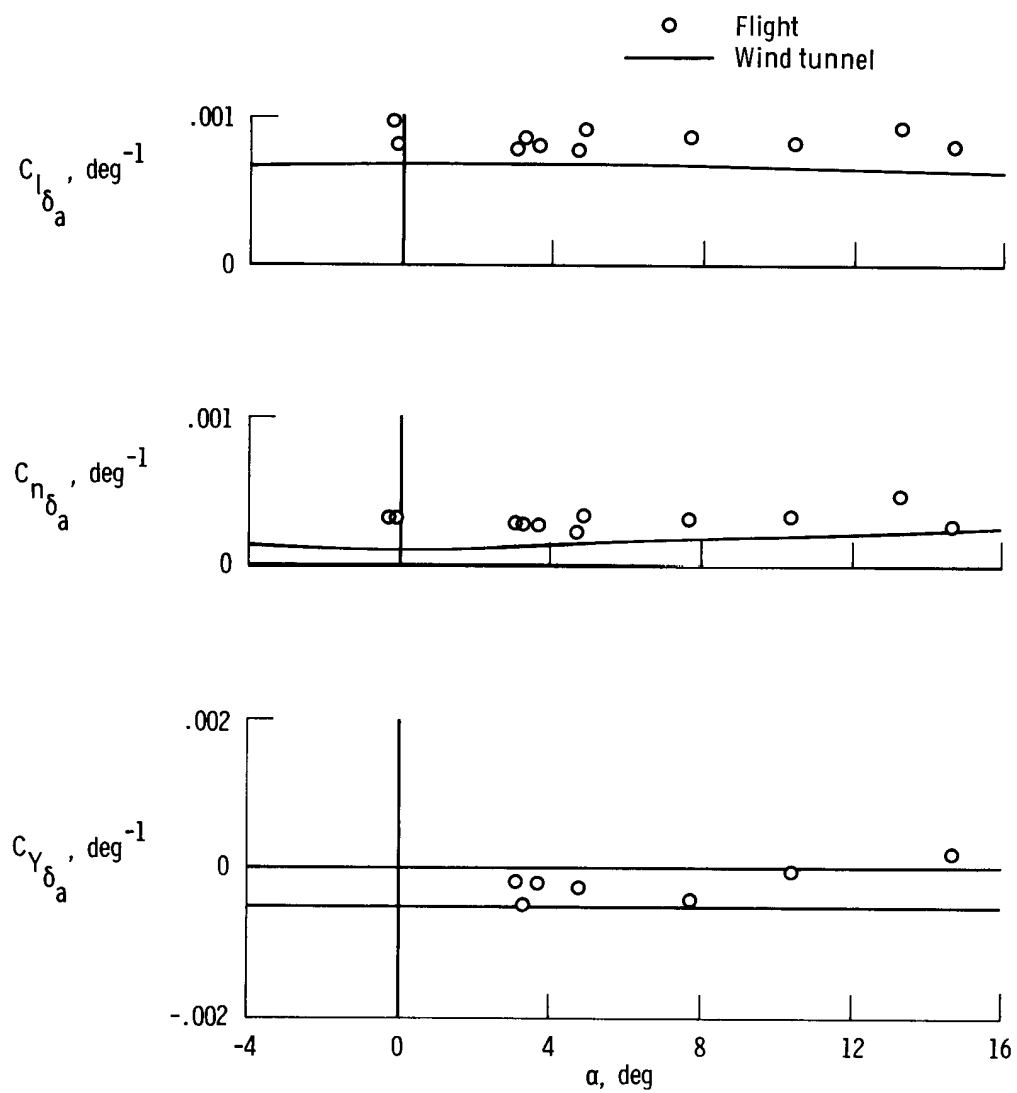 Flight
Wind tunnel
.001
C_{l_{δ_a}}, deg^{-1}
0
.001
C_{n_{δ_a}}, deg^{-1}
0
.002
C_{Y_{δ_a}}, deg^{-1}
0
-.002
-4 0 4 8 12 16
α, deg